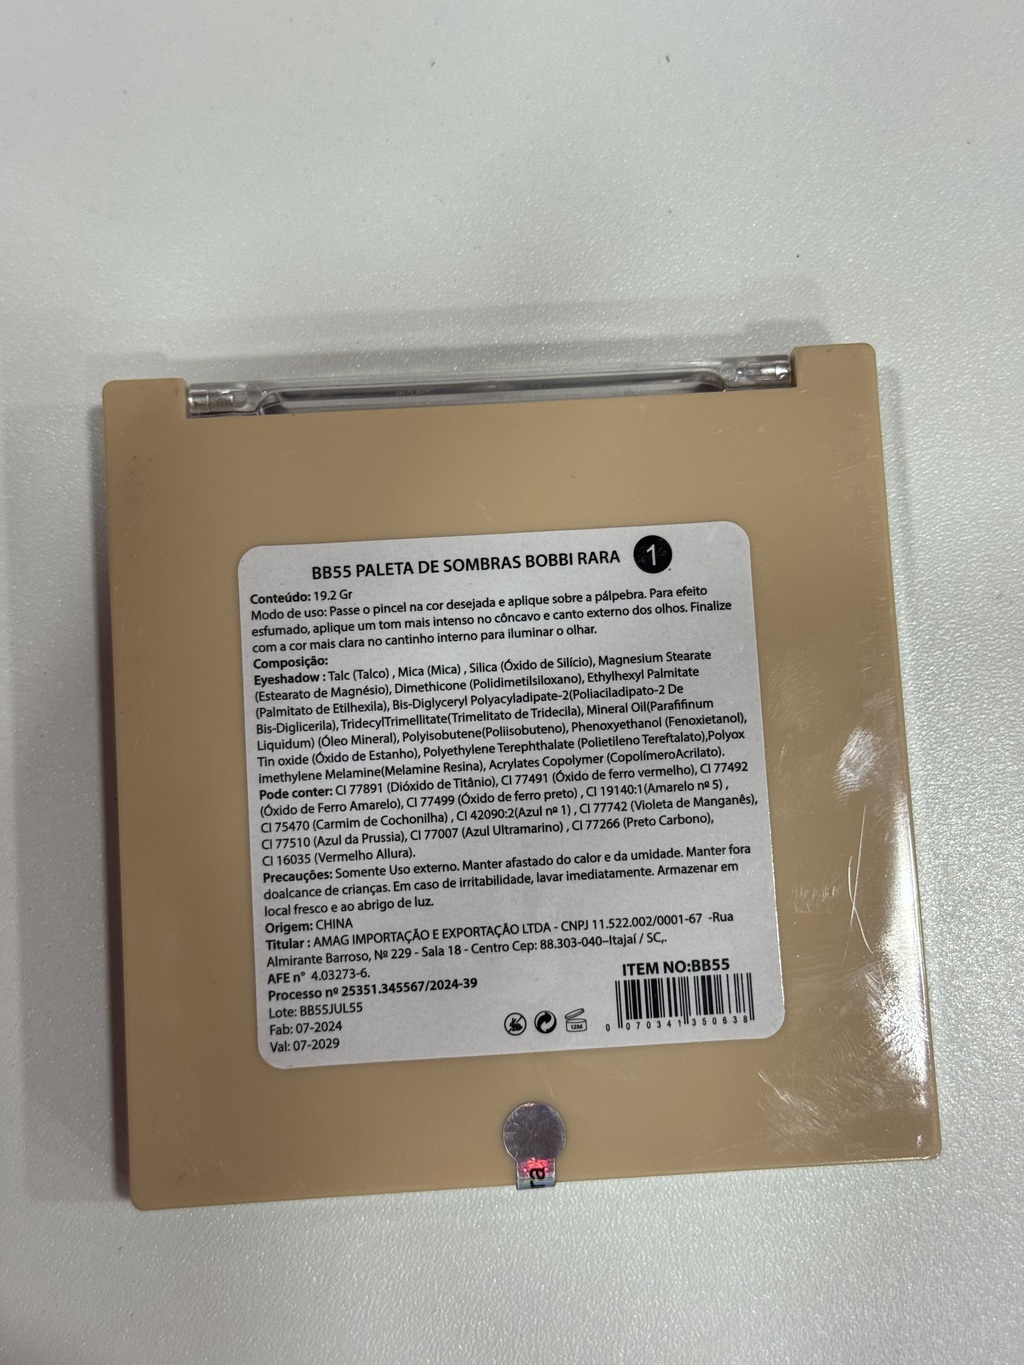 BB55 PALETA DE SOMBRAS BOBBI RARA 1
Conteúdo: 19.2 Gr
Modo de uso: Passe o pincel na cor desejada e aplique sobre a pálpebra. Para efeito
esfumado, aplique um tom mais intenso no côncavo e canto externo dos olhos. Finalize
com a cor mais clara no cantinho interno para iluminar o olhar.
Composição:
Eyeshadow : Talc (Talco) , Mica (Mica) , Silica (Óxido de Silício), Magnesium Stearate
(Estearato de Magnésio), Dimethicone (Polidimetilsiloxano), Ethylhexyl Palmitate
(Palmitato de Etilhexila), Bis-Diglyceryl Polyacyladipate-2(Poliaciladipato-2 De
Bis-Diglicerila), TridecylTrimellitate(Trimelitato de Tridecila), Mineral Oil(Parafifinum
Liquidum) (Óleo Mineral), Polyisobutene(Poliisobuteno), Phenoxyethanol (Fenoxietanol),
Tin oxide (Óxido de Estanho), Polyethylene Terephthalate (Polietileno Tereftalato),Polyox
imethylene Melamine(Melamine Resina), Acrylates Copolymer (CopolímeroAcrilato).
Pode conter: CI 77891 (Dióxido de Titânio), CI 77491 (Óxido de ferro vermelho), CI 77492
(Óxido de Ferro Amarelo), CI 77499 (Óxido de ferro preto) , CI 19140:1(Amarelo nº 5) ,
CI 75470 (Carmim de Cochonilha) , CI 42090:2(Azul nº 1) , CI 77742 (Violeta de Manganês),
CI 77510 (Azul da Prussia), CI 77007 (Azul Ultramarino) , CI 77266 (Preto Carbono),
CI 16035 (Vermelho Allura).
Precauções: Somente Uso externo. Manter afastado do calor e da umidade. Manter fora
doalcance de crianças. Em caso de irritabilidade, lavar imediatamente. Armazenar em
local fresco e ao abrigo de luz.
Origem: CHINA
Titular : AMAG IMPORTAÇÃO E EXPORTAÇÃO LTDA - CNPJ 11.522.002/0001-67 -Rua
Almirante Barroso, Nº 229 - Sala 18 - Centro Cep: 88.303-040–Itajaí / SC,.
AFE n° 4.03273-6.
Processo nº 25351.345567/2024-39
Lote: BB55JUL55
Fab: 07-2024
Val: 07-2029
ITEM NO:BB55
12M
0 070341 350638
ra